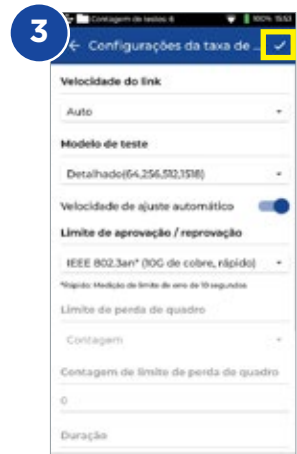 3
Contagem de testes: 6
100% 15:53
Configurações da taxa de ...
Velocidade do link
Auto
Modelo de teste
Detalhado(64,256,512,1518)
Velocidade de ajuste automático
Limite de aprovação / reprovação
IEEE 802.3an* (10G de cobre, rápido)
*Rápido: Medição de limite de erro de 10 segundos
Limite de perda de quadro
Contagem
Contagem de limite de perda de quadro
0
Duração